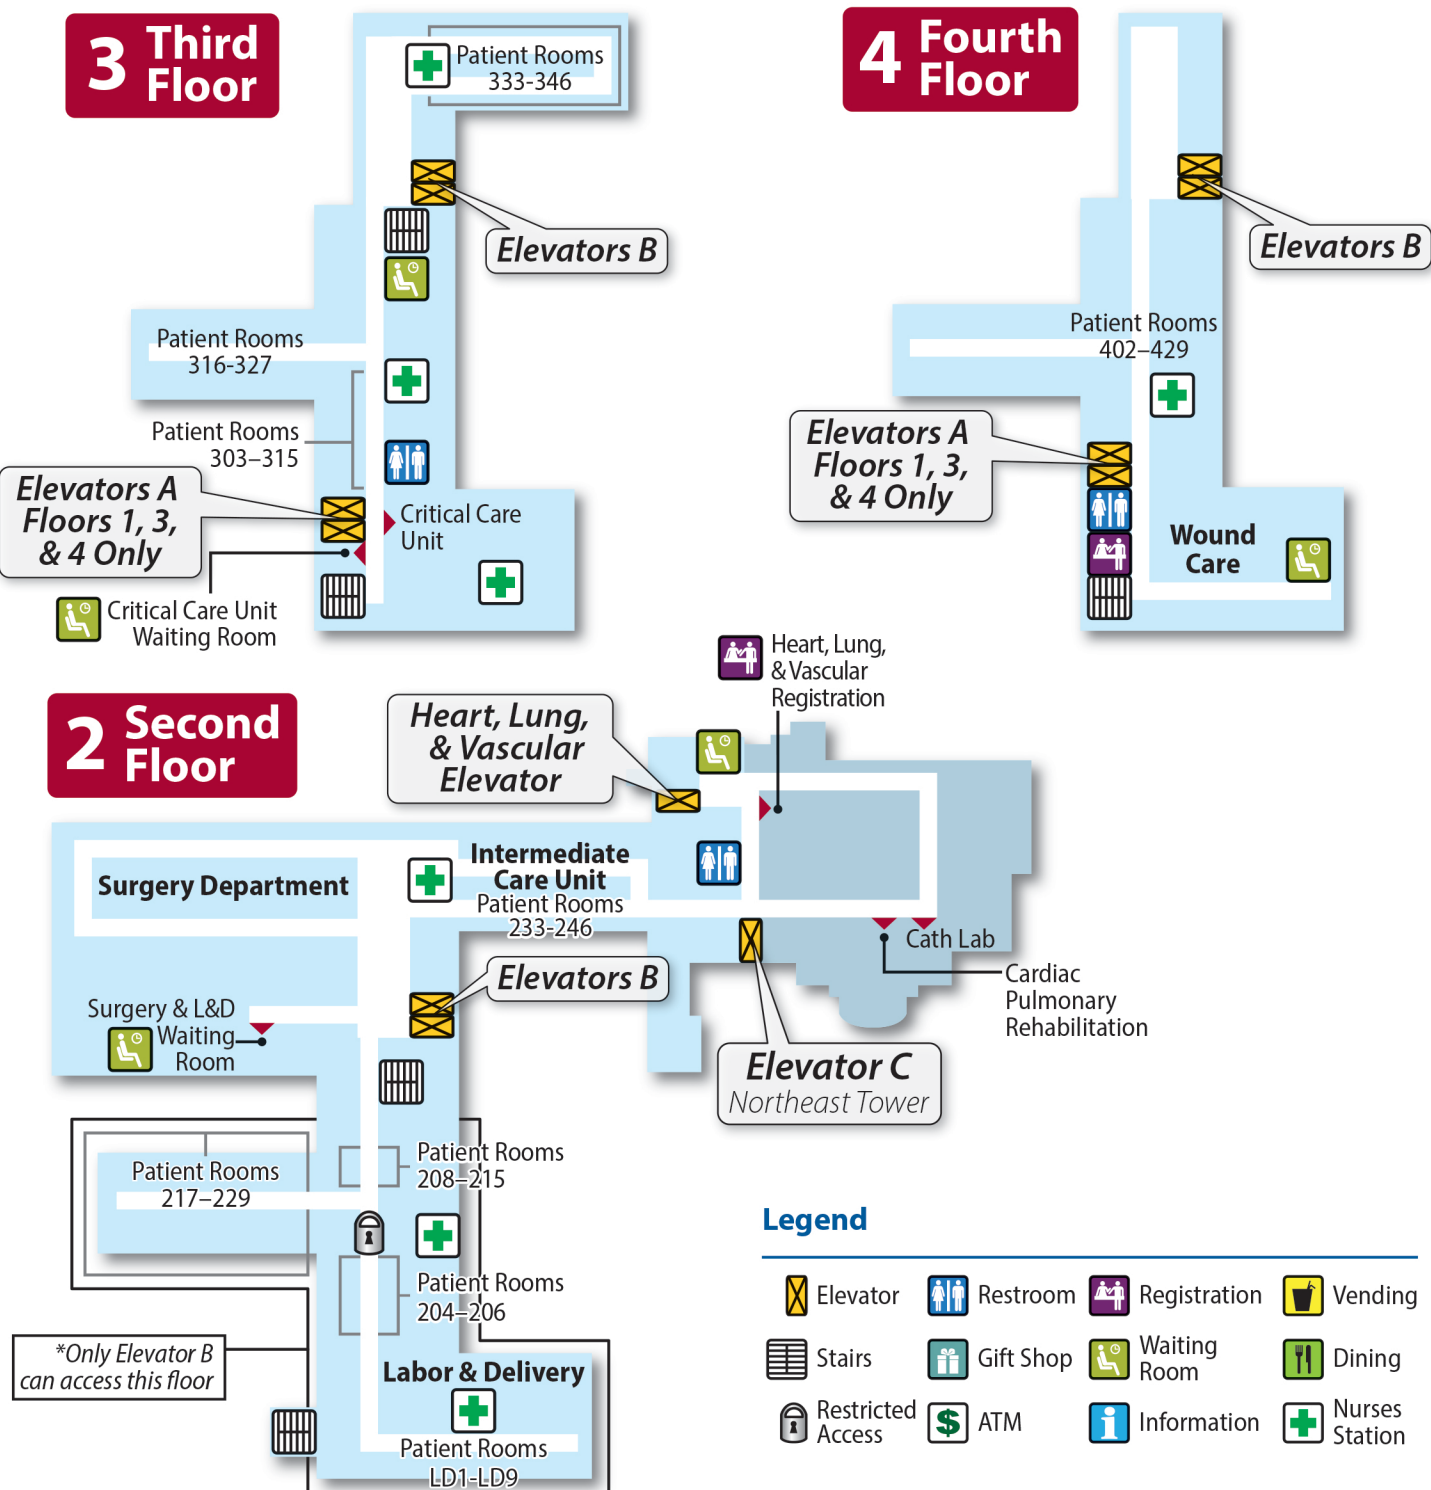 3 Third
Floor
Patient Rooms
333-346
Elevators B
Patient Rooms
316-327
Patient Rooms
303–315
Elevators A
Floors 1, 3,
& 4 Only
Critical Care
Unit
Critical Care Unit
Waiting Room
4 Fourth
Floor
Elevators B
Patient Rooms
402–429
Elevators A
Floors 1, 3,
& 4 Only
Wound
Care
2 Second
Floor
Heart, Lung,
& Vascular
Elevator
Heart, Lung,
& Vascular
Registration
Surgery Department
Intermediate
Care Unit
Patient Rooms
233-246
Elevators B
Surgery & L&D
Waiting
Room
Cath Lab
Cardiac
Pulmonary
Rehabilitation
Elevator C
Northeast Tower
Patient Rooms
208–215
Patient Rooms
217–229
Patient Rooms
204–206
*Only Elevator B
can access this floor
Labor & Delivery
Patient Rooms
LD1-LD9
Legend
Elevator
Restroom
Registration
Vending
Stairs
Gift Shop
Waiting
Room
Dining
Restricted
Access
$ ATM
i Information
Nurses
Station